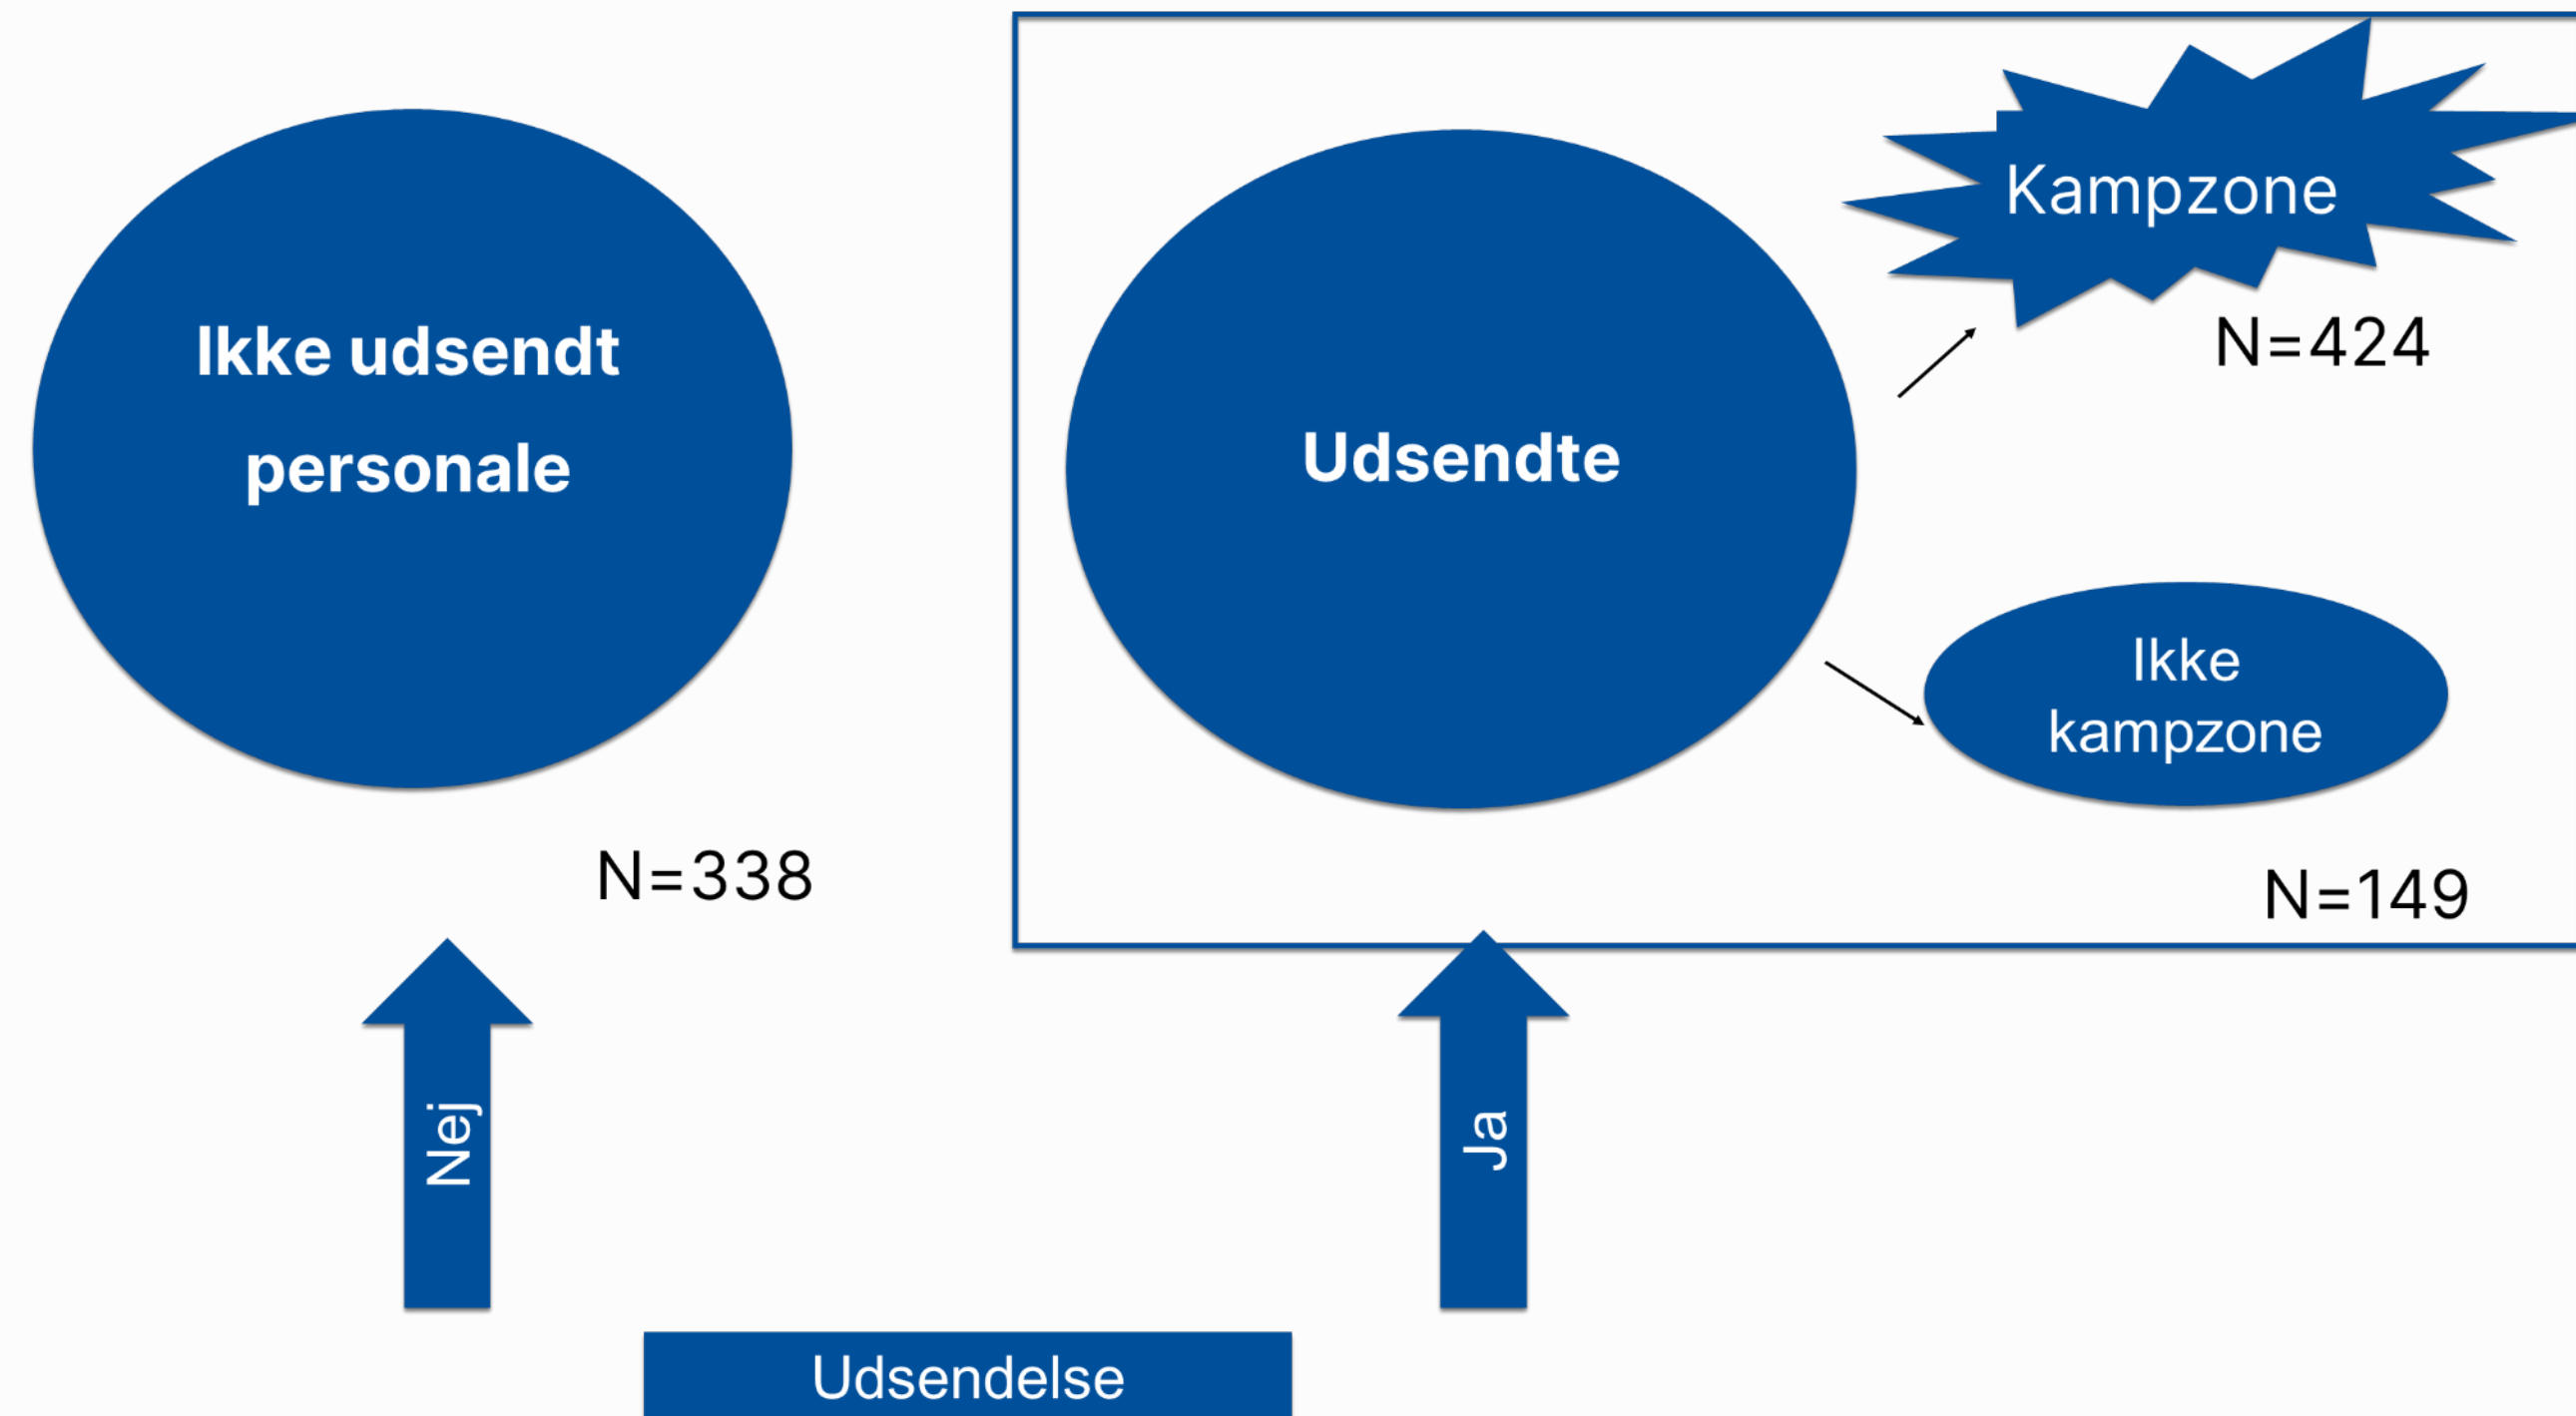 Ikke udsendt
personale
N=338
Udsendte
Kampzone
N=424
Ikke
kampzone
N=149
Nej
Ja
Udsendelse